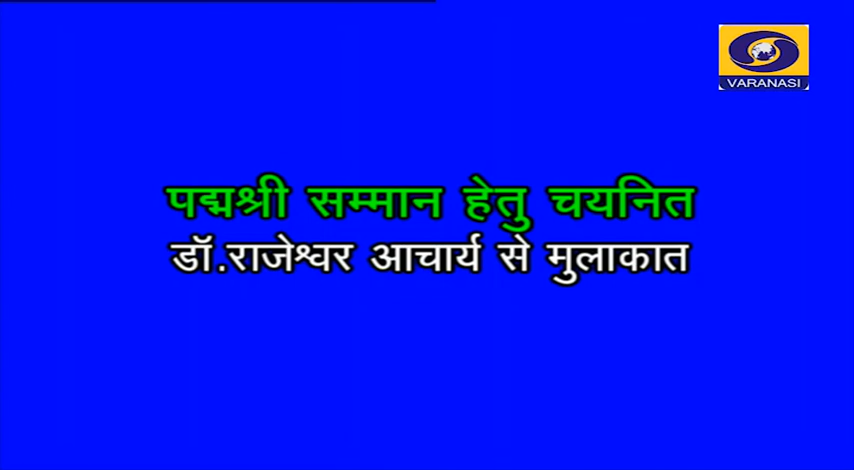 VARANASI
पद्मश्री सम्मान हेतु चयनित
डॉ.राजेश्वर आचार्य से मुलाकात